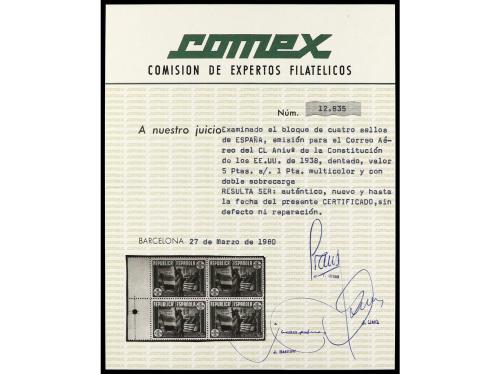 comex
COMISION DE EXPERTOS FILATELICOS
Núm. 12.835
A nuestro juicio Examinado el bloque de cuatro sellos
de ESPAÑA, emisión para el Correo Aé-
reo del CL Anivº de la Constitución
de los EE.UU. de 1938, dentado, valor
5 Ptas. s/. 1 Pta. multicolor y con
doble sobrecarga
RESULTA SER: auténtico, nuevo y hasta
la fecha del presente CERTIFICADO,sin
defecto ni reparación.
BARCELONA 27 de Marzo de 1980
REPUBLICA ESPAÑOLA REPUBLICA ESPAÑOLA
REPUBLICA ESPAÑOLA REPUBLICA ESPAÑOLA